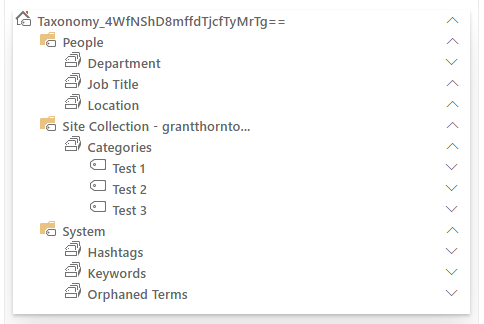 Taxonomy_4WfNShD8mffdTjcfTyMrTg==
People
Department
Job Title
Location
Site Collection - grantthornto...
Categories
Test 1
Test 2
Test 3
System
Hashtags
Keywords
Orphaned Terms